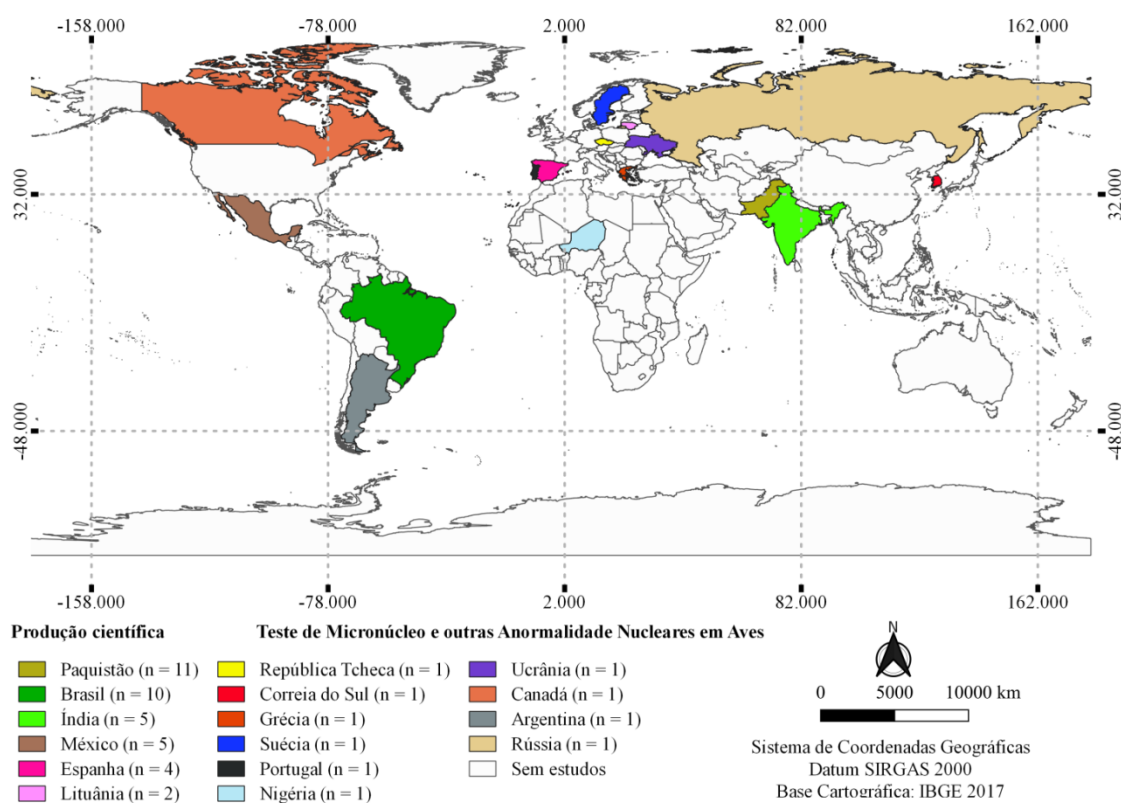 -158.000 -78.000 2.000 82.000 162.000
32.000 32.000
-48.000 -48.000
-158.000 -78.000 2.000 82.000 162.000
Produção científica Teste de Micronúcleo e outras Anormalidade Nucleares em Aves
Paquistão (n = 11)
Brasil (n = 10)
Índia (n = 5)
México (n = 5)
Espanha (n = 4)
Lituânia (n = 2)
República Tcheca (n = 1)
Correia do Sul (n = 1)
Grécia (n = 1)
Suécia (n = 1)
Portugal (n = 1)
Nigéria (n = 1)
Ucrânia (n = 1)
Canadá (n = 1)
Argentina (n = 1)
Rússia (n = 1)
Sem estudos
N
0 5000 10000 km
Sistema de Coordenadas Geográficas
Datum SIRGAS 2000
Base Cartográfica: IBGE 2017